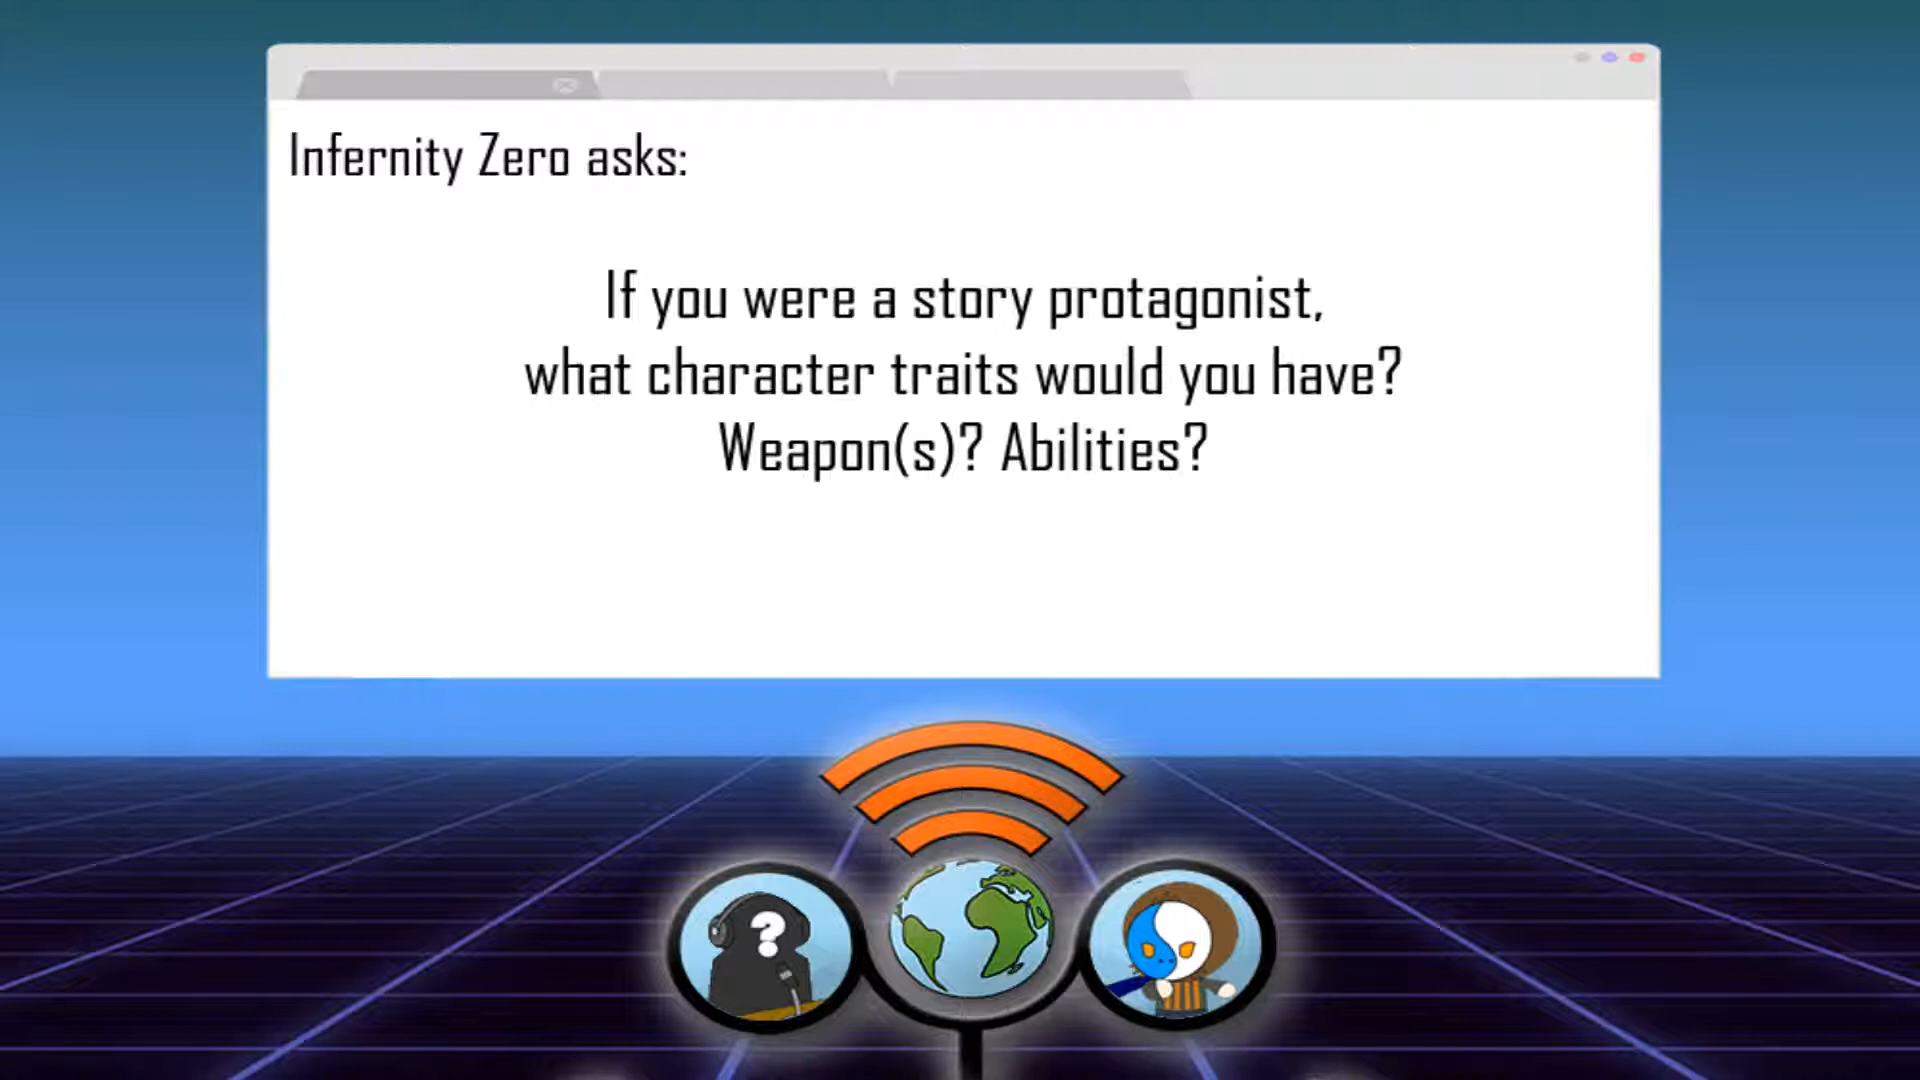 Infernity Zero asks:
If you were a story protagonist,
what character traits would you have?
Weapon(s)? Abilities?
?